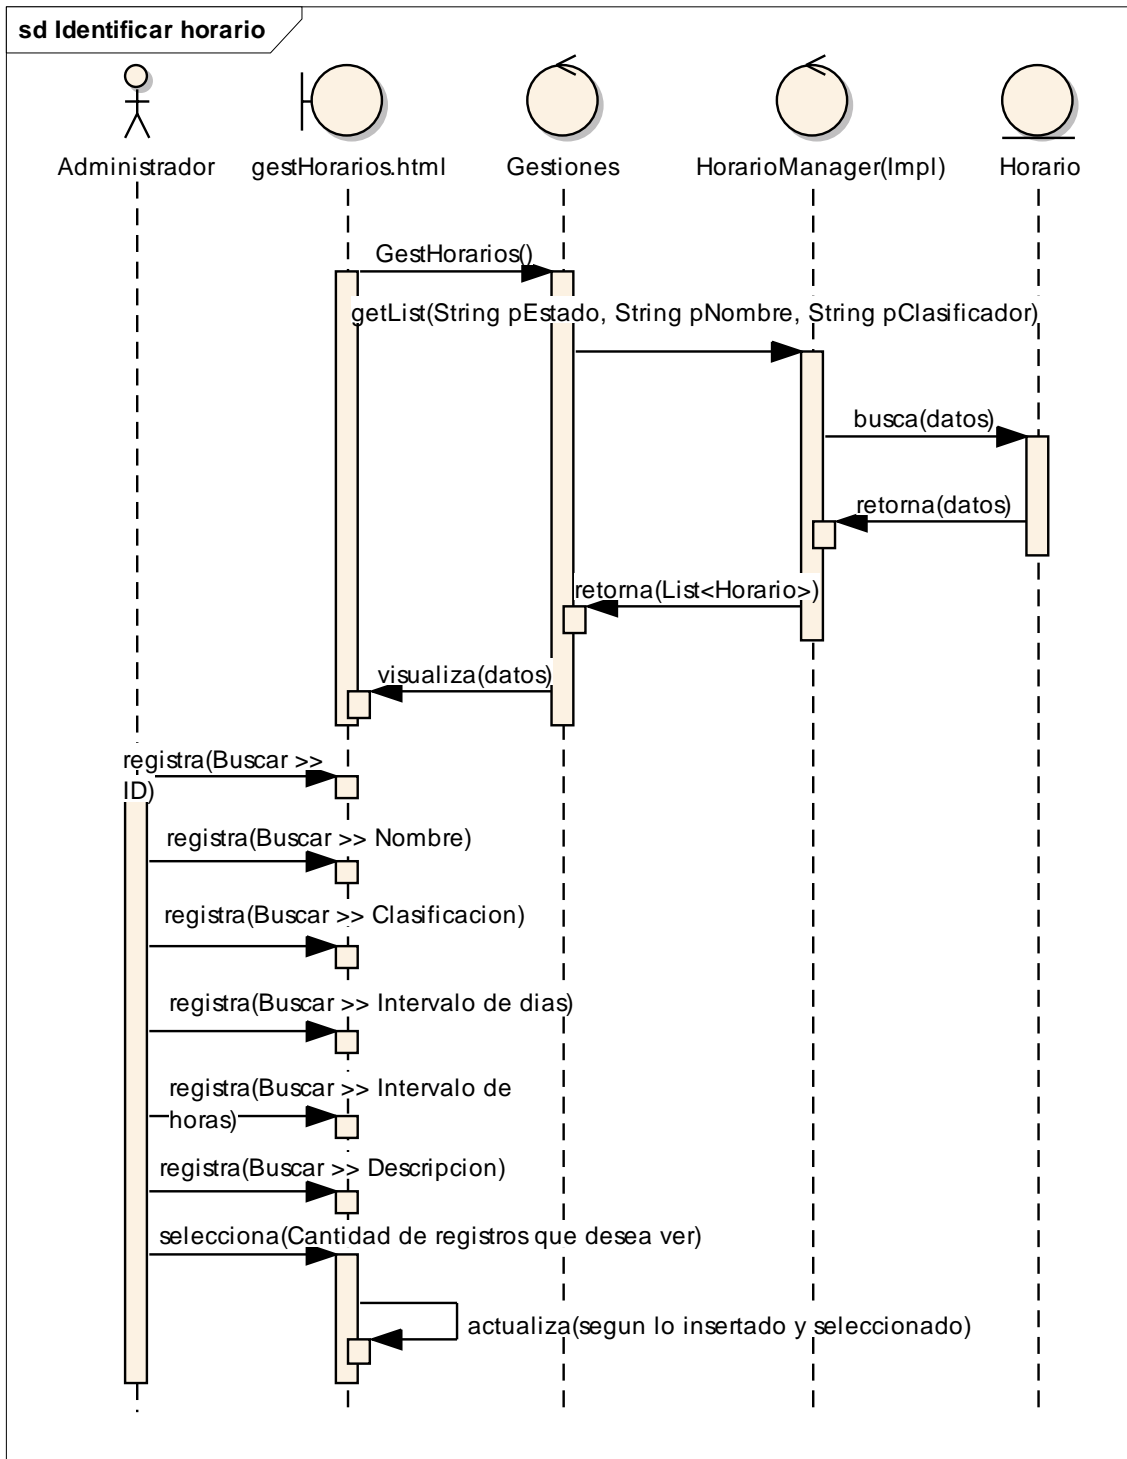 sd Identificar horario
Administrador
gestHorarios.html
Gestiones
HorarioManager(Impl)
Horario
GestHorarios()
getList(String pEstado, String pNombre, String pClasificador)
busca(datos)
retorna(datos)
retorna(List<Horario>)
visualiza(datos)
registra(Buscar >>
ID)
registra(Buscar >> Nombre)
registra(Buscar >> Clasificacion)
registra(Buscar >> Intervalo de dias)
registra(Buscar >> Intervalo de
horas)
registra(Buscar >> Descripcion)
selecciona(Cantidad de registros que desea ver)
actualiza(segun lo insertado y seleccionado)